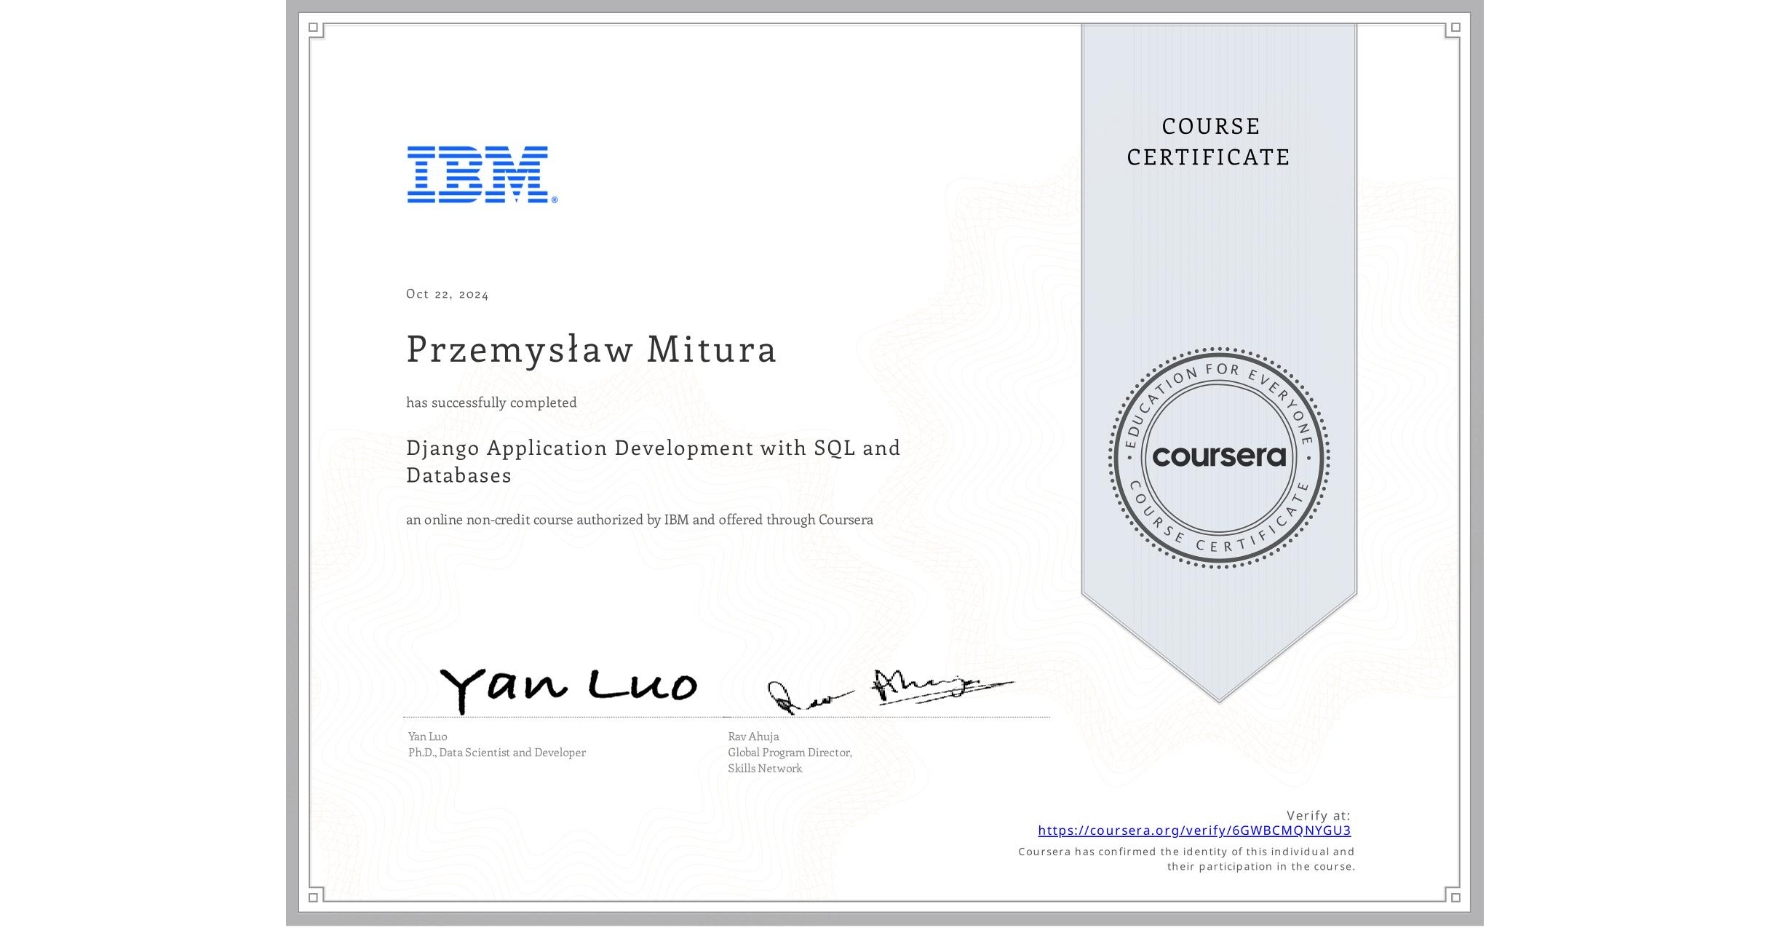 IBM®
COURSE
CERTIFICATE
Oct 22, 2024
Przemysław Mitura
has successfully completed
Django Application Development with SQL and
Databases
an online non-credit course authorized by IBM and offered through Coursera
EDUCATION FOR EVERYONE
coursera
COURSE CERTIFICATE
Yan Luo
Rav Ahuja
Yan Luo
Ph.D., Data Scientist and Developer
Rav Ahuja
Global Program Director,
Skills Network
Verify at:
https://coursera.org/verify/6GWBCMQNYGU3
Coursera has confirmed the identity of this individual and
their participation in the course.